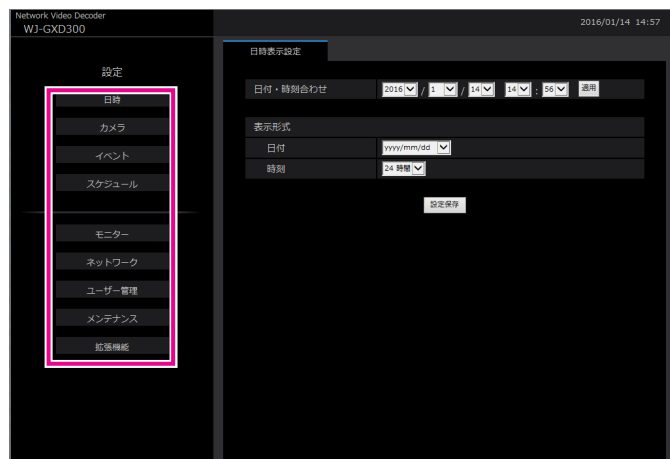 Network Video Decoder
WJ-GXD300
2016/01/14 14:57
設定
日時
カメラ
イベント
スケジュール
モニター
ネットワーク
ユーザー管理
メンテナンス
拡張機能
日時表示設定
日付・時刻合わせ 2016 / 1 / 14 14 : 56 適用
表示形式
日付 yyyy/mm/dd
時刻 24 時間
設定保存